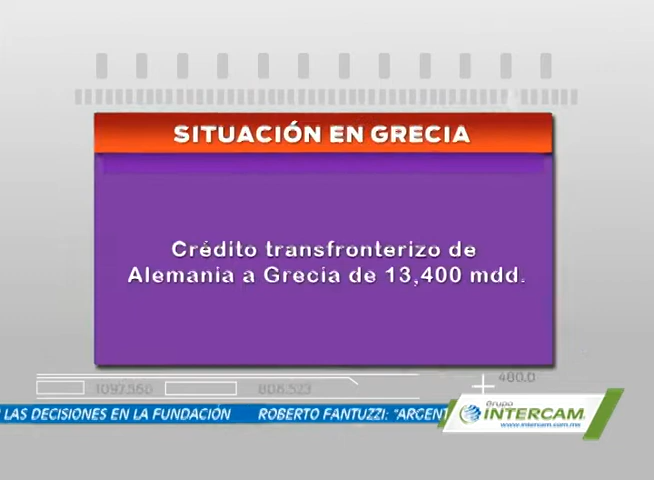 SITUACIÓN EN GRECIA
Crédito transfronterizo de
Alemania a Grecia de 13,400 mdd.
1097.566
808.523
400.0
LAS DECISIONES EN LA FUNDACIÓN ROBERTO FANTUZZI: "ARGENT
Grupo
INTERCAM
www.intercam.com.mx